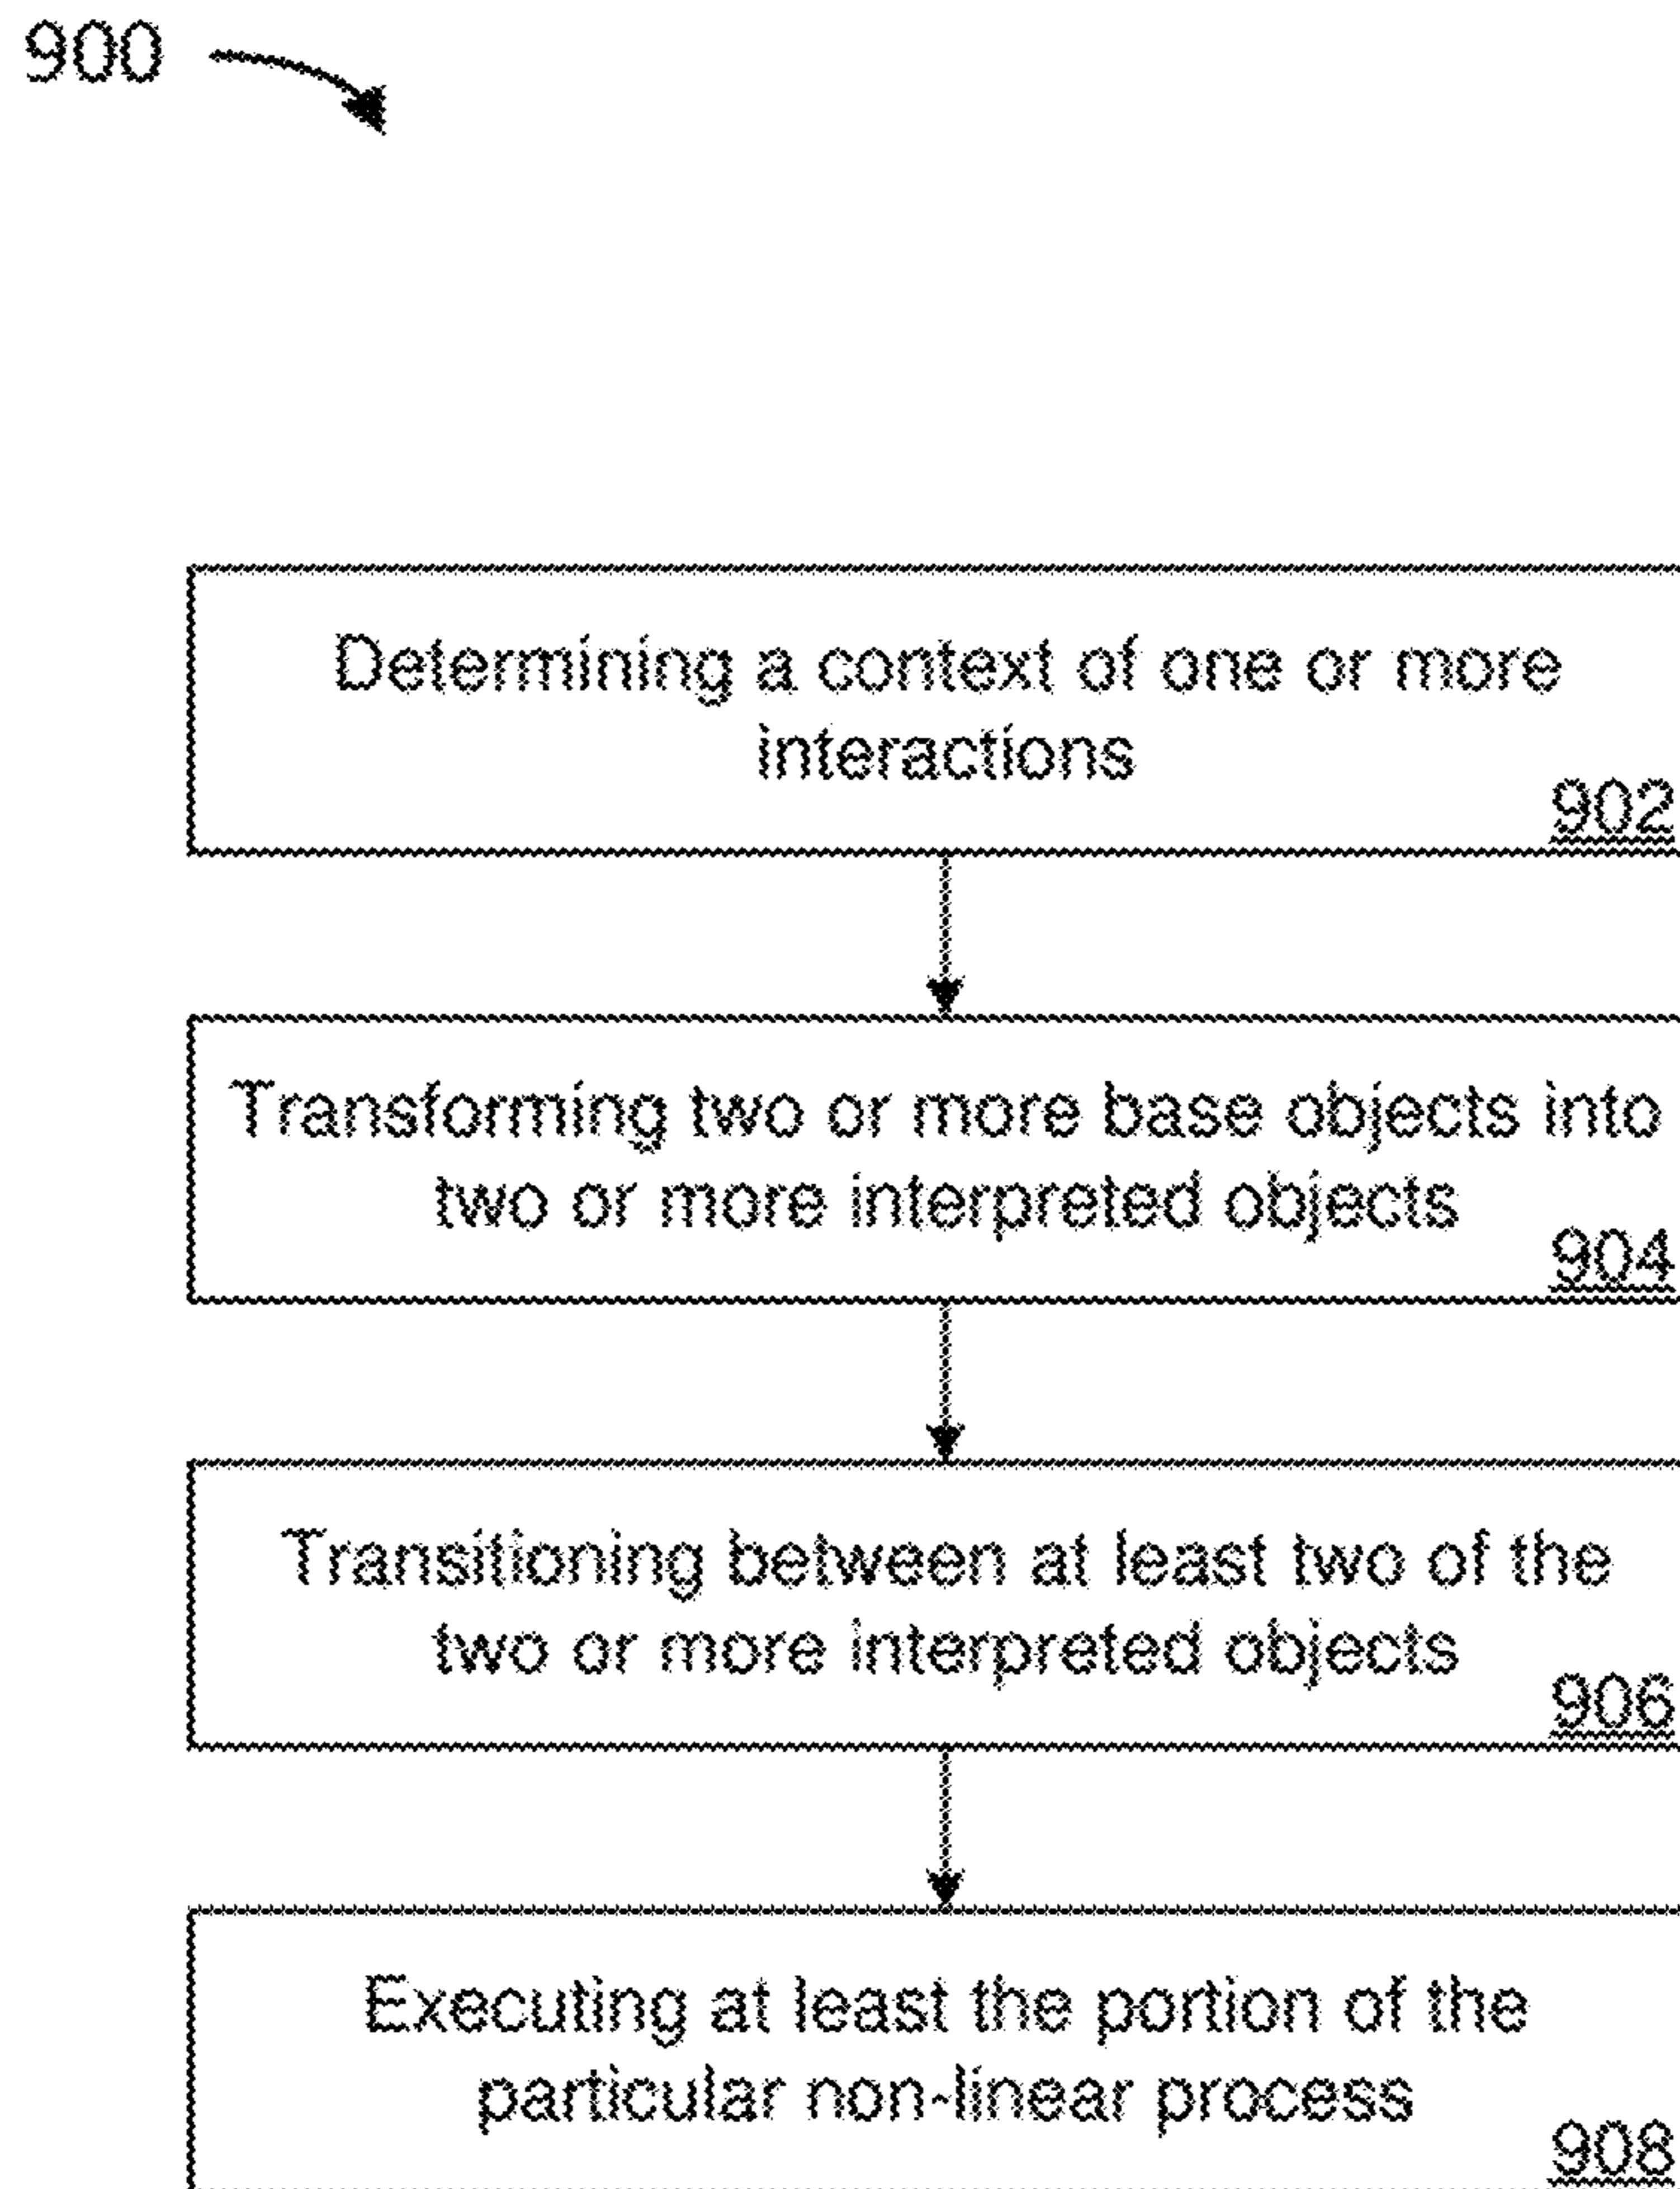 900
Determining a context of one or more
interactions
902
Transforming two or more base objects into
two or more interpreted objects
904
Transitioning between at least two of the
two or more interpreted objects
906
Executing at least the portion of the
particular non-linear process
908